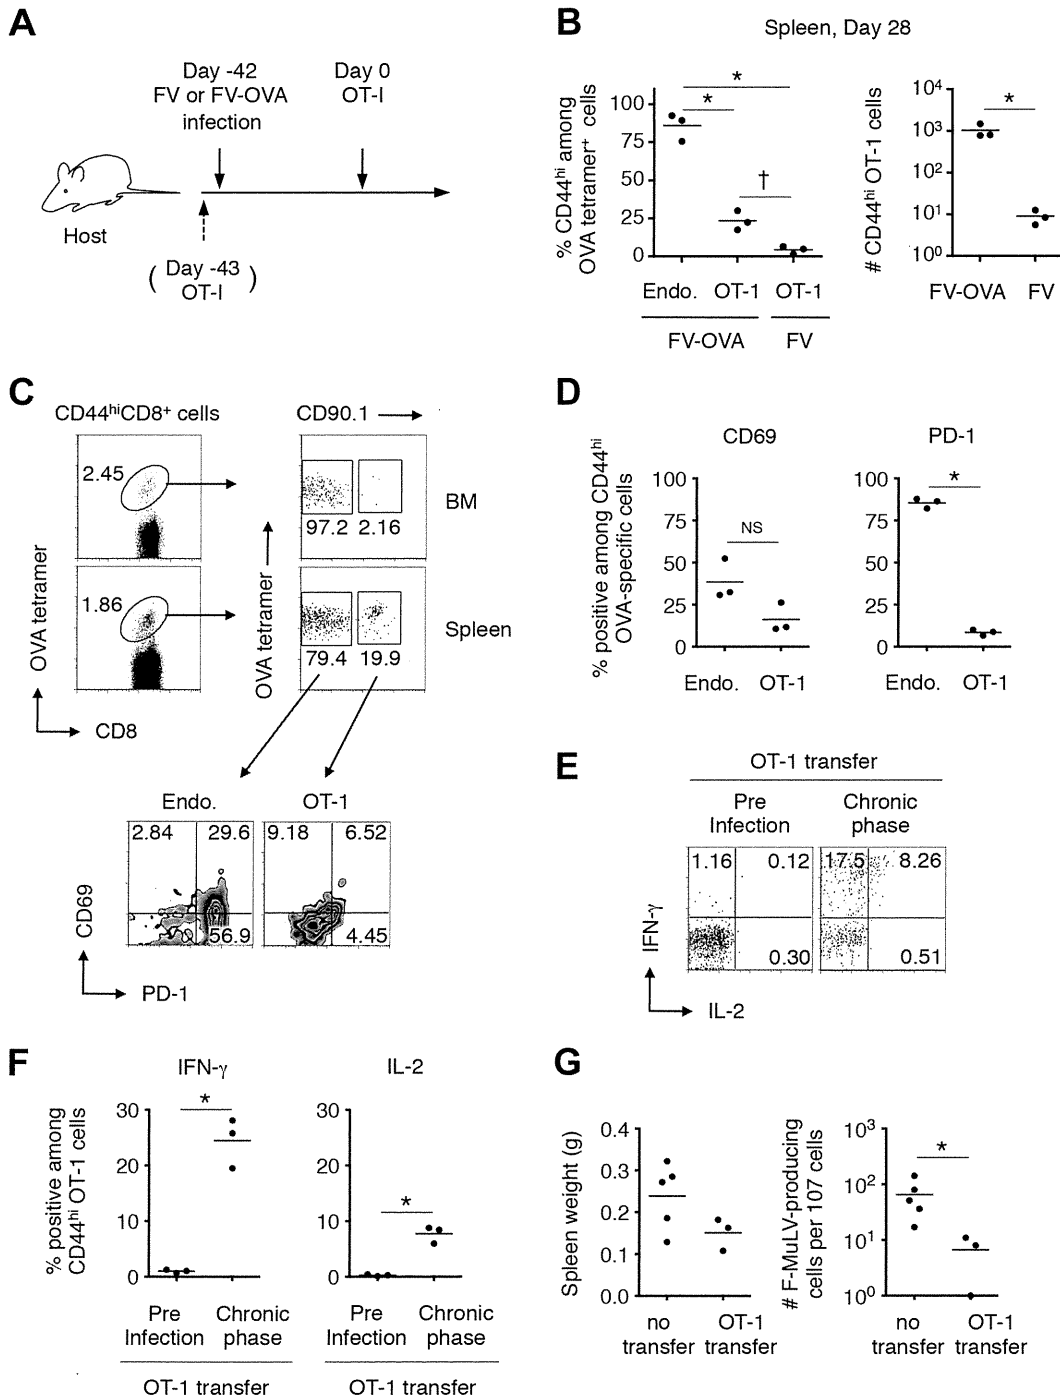 A
Day -42
FV or FV-OVA
infection
Day 0
OT-I
Host
(Day -43)
OT-I
B
Spleen, Day 28
% CD44hi among
OVA tetramer+ cells
100
75
50
25
0
*
*
†
Endo. OT-1 OT-1
FV-OVA FV
# CD44hi OT-1 cells
10⁴
10³
10²
10¹
10⁰
*
FV-OVA FV
C
CD44hiCD8+ cells
CD90.1
2.45
97.2 2.16
BM
1.86
79.4 19.9
Spleen
OVA tetramer
OVA tetramer
CD8
Endo. OT-1
2.84 29.6
56.9
9.18 6.52
4.45
CD69
PD-1
D
CD69 PD-1
% positive among CD44hi
OVA-specific cells
100
75
50
25
0
NS
Endo. OT-1
100
75
50
25
0
*
Endo. OT-1
E
OT-1 transfer
Pre
Infection
Chronic
phase
1.16 0.12
0.30
17.5 8.26
0.51
IFN-γ
IL-2
F
IFN-γ IL-2
% positive among
CD44hi OT-1 cells
30
20
10
0
*
Pre
Infection
Chronic
phase
OT-1 transfer
30
20
10
0
*
Pre
Infection
Chronic
phase
OT-1 transfer
G
Spleen weight (g)
0.4
0.3
0.2
0.1
0.0
no
transfer
OT-1
transfer
# F-MuLV-producing
cells per 107 cells
10³
10²
10¹
10⁰
*
no
transfer
OT-1
transfer